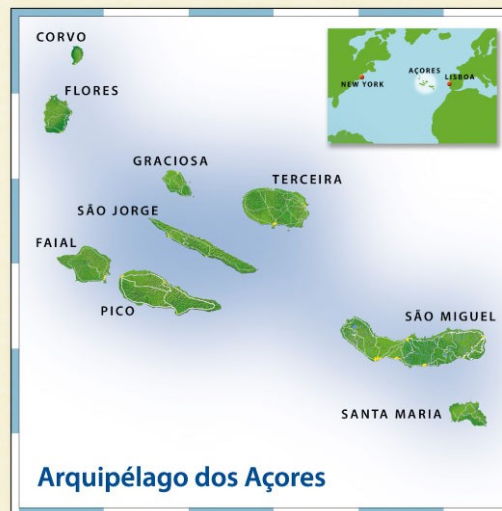 CORVO
FLORES
AÇORES
LISBOA
NEW YORK
GRACIOSA
TERCEIRA
SÃO JORGE
FAIAL
PICO
SÃO MIGUEL
SANTA MARIA
Arquipélago dos Açores